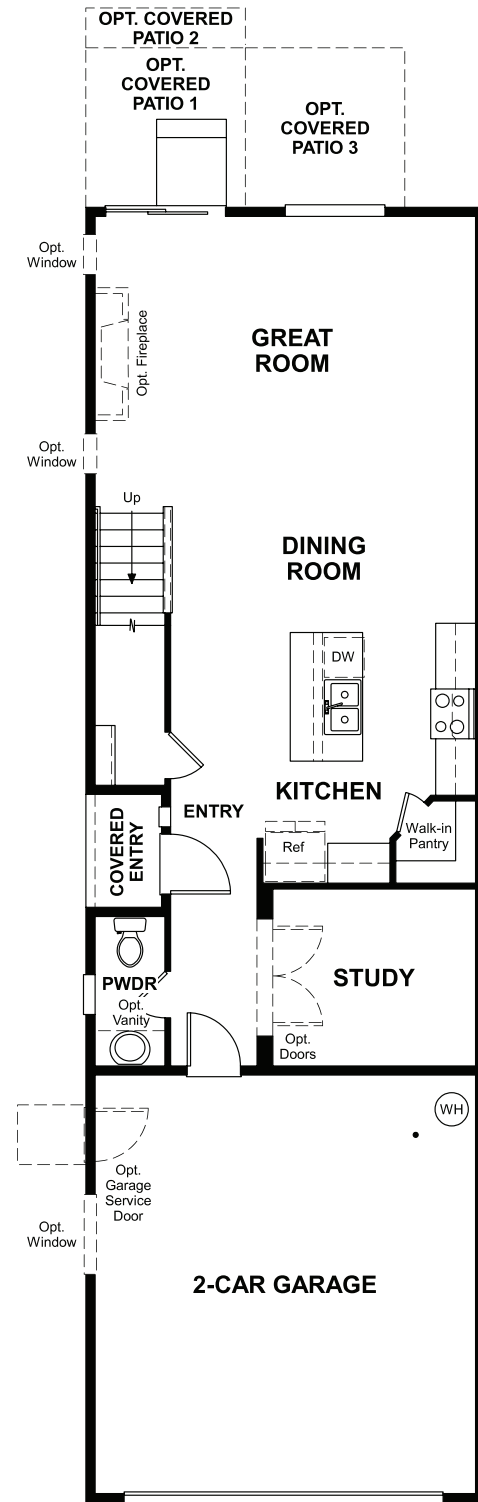 OPT. COVERED
PATIO 2
OPT.
COVERED
PATIO 1
OPT.
COVERED
PATIO 3
Opt.
Window
Opt. Fireplace
GREAT
ROOM
Opt.
Window
Up
DINING
ROOM
DW
KITCHEN
ENTRY
COVERED
ENTRY
Ref
Walk-in
Pantry
PWDR
Opt.
Vanity
STUDY
Opt.
Doors
WH
Opt.
Garage
Service
Door
Opt.
Window
2-CAR GARAGE